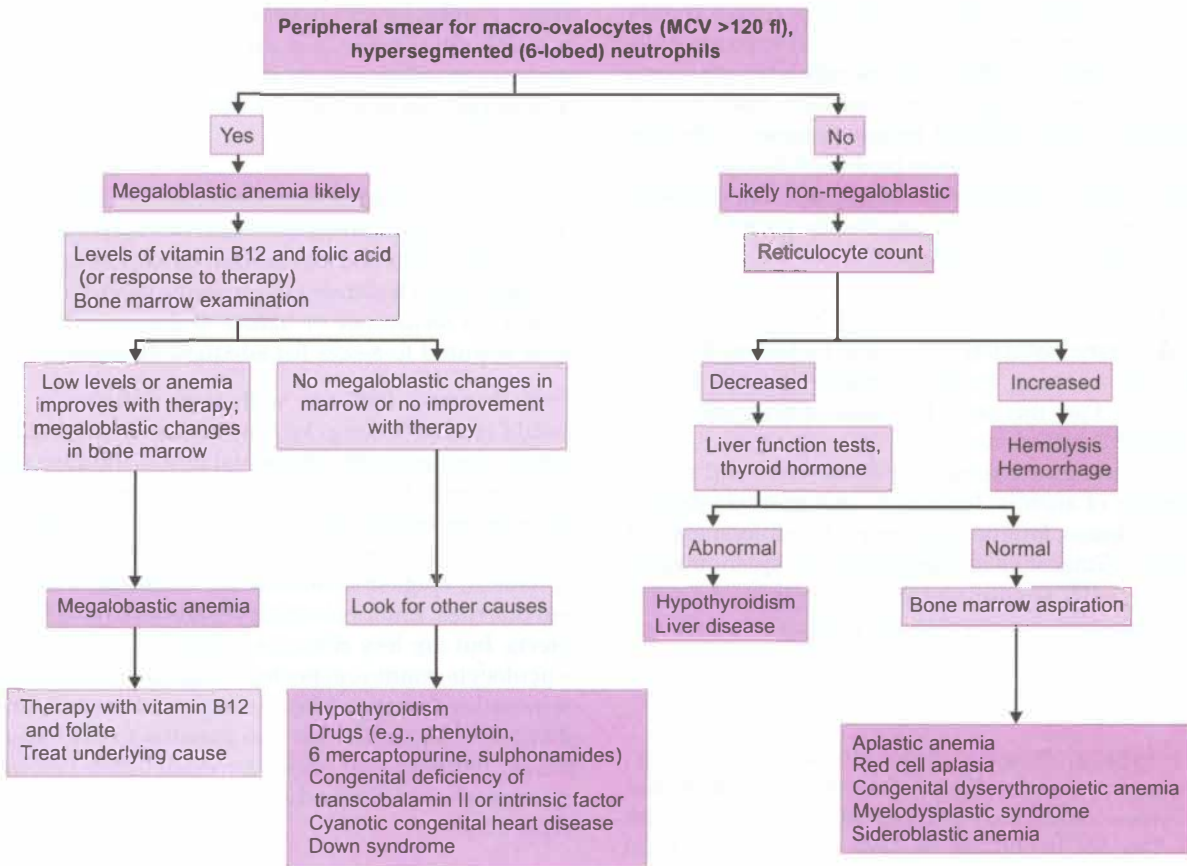 Peripheral smear for macro-ovalocytes (MCV >120 fl),
hypersegmented (6-lobed) neutrophils
Yes
No
Megaloblastic anemia likely
Likely non-megaloblastic
Levels of vitamin B12 and folic acid
(or response to therapy)
Bone marrow examination
Reticulocyte count
Low levels or anemia
improves with therapy;
megaloblastic changes
in bone marrow
No megaloblastic changes in
marrow or no improvement
with therapy
Decreased
Increased
Liver function tests,
thyroid hormone
Hemolysis
Hemorrhage
Abnormal
Normal
Megalobastic anemia
Look for other causes
Hypothyroidism
Liver disease
Bone marrow aspiration
Therapy with vitamin B12
and folate
Treat underlying cause
Hypothyroidism
Drugs (e.g., phenytoin,
6 mercaptopurine, sulphonamides)
Congenital deficiency of
transcobalamin II or intrinsic factor
Cyanotic congenital heart disease
Down syndrome
Aplastic anemia
Red cell aplasia
Congenital dyserythropoietic anemia
Myelodysplastic syndrome
Sideroblastic anemia